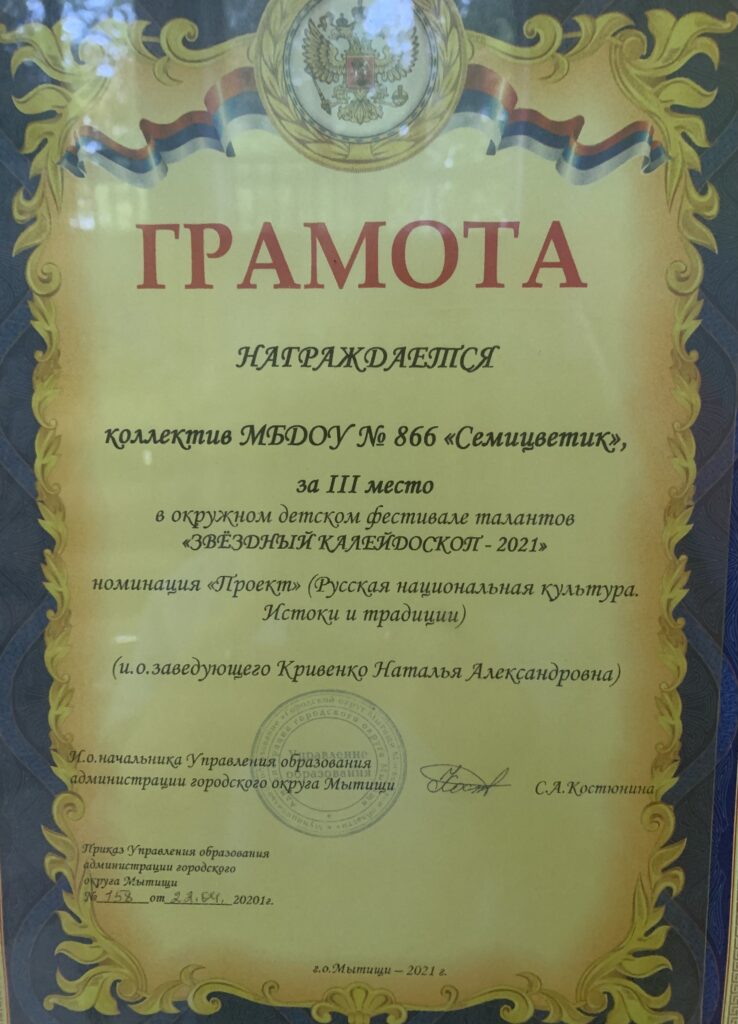 ГРАМОТА
НАГРАЖДАЕТСЯ
коллектив МБДОУ № 866 «Семицветик»,
за III место
в окружном детском фестивале талантов
«ЗВЁЗДНЫЙ КАЛЕЙДОСКОП - 2021»
номинация «Проект» (Русская национальная культура.
Истоки и традиции)
(и.о.заведующего Кривенко Наталья Александровна)
Управление
образования
И.о.начальника Управления образования
администрации городского округа Мытищи
С.А.Костюнина
Приказ Управления образования
администрации городского
округа Мытищи
№ 158 от 22.04. 20201г.
г.о.Мытищи – 2021 г.